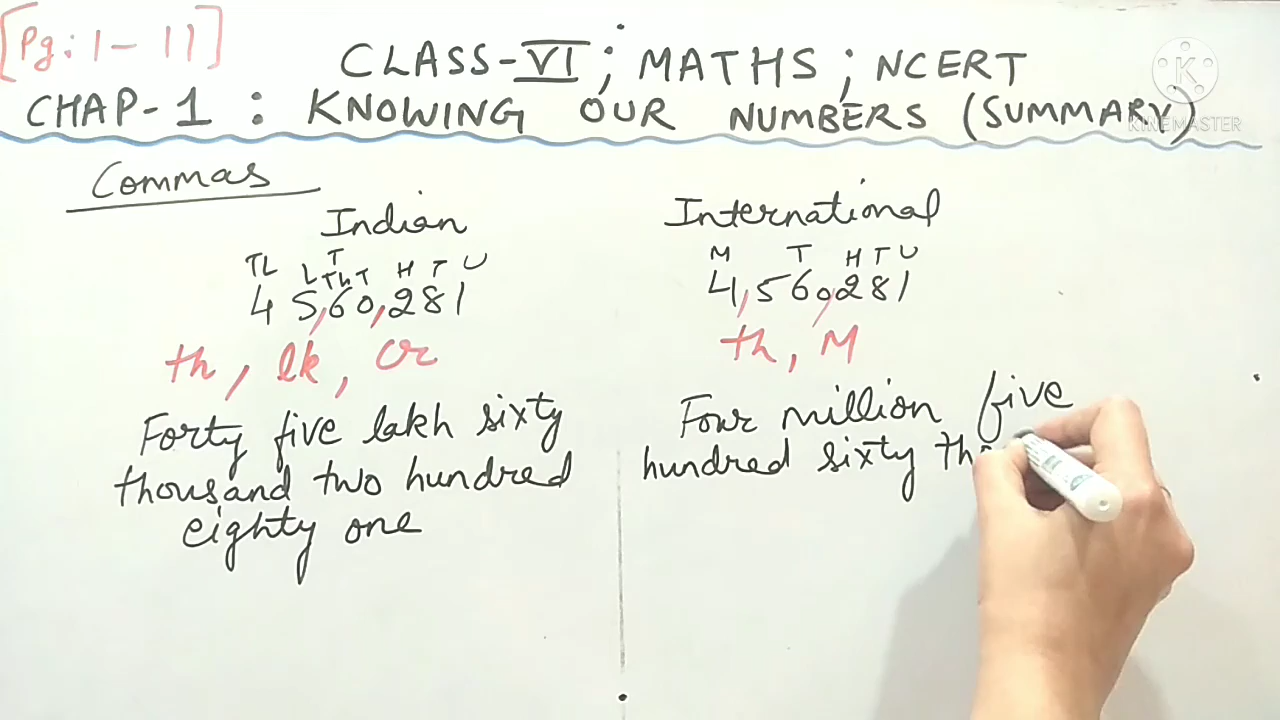 [Pg: 1 - 11]
CLASS-VI ; MATHS ; NCERT
CHAP-1 : KNOWING OUR NUMBERS (SUMMARY)
KINEMASTER
Commas
Indian
TL L T Th T H T U
45,60,281
th, lk, cr
Forty five lakh sixty
thousand two hundred
eighty one
International
M T H T U
4,560,281
th, M
Four million five
hundred sixty tho